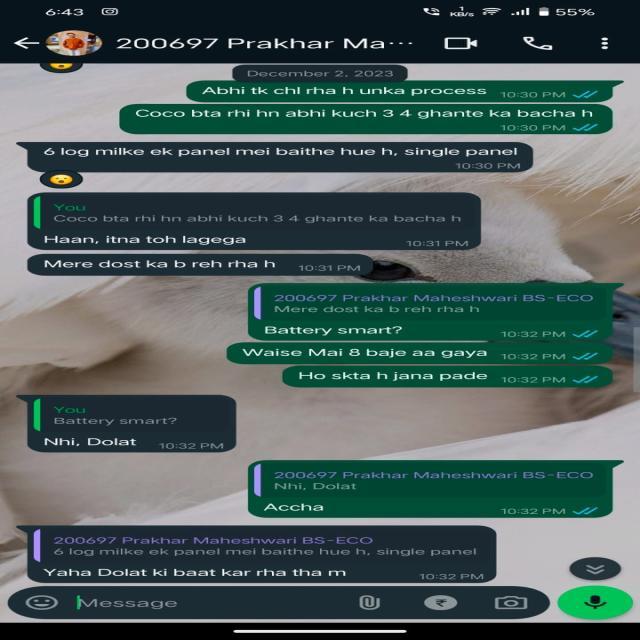 6:43
1
KB/s
55%
200697 Prakhar Ma...
December 2, 2023
Abhi tk chl rha h unka process 10:30 PM
Coco bta rhi hn abhi kuch 3 4 ghante ka bacha h
10:30 PM
6 log milke ek panel mei baithe hue h, single panel
10:30 PM
You
Coco bta rhi hn abhi kuch 3 4 ghante ka bacha h
Haan, itna toh lagega 10:31 PM
Mere dost ka b reh rha h 10:31 PM
200697 Prakhar Maheshwari BS-ECO
Mere dost ka b reh rha h
Battery smart? 10:32 PM
Waise Mai 8 baje aa gaya 10:32 PM
Ho skta h jana pade 10:32 PM
You
Battery smart?
Nhi, Dolat 10:32 PM
200697 Prakhar Maheshwari BS-ECO
Nhi, Dolat
Accha 10:32 PM
200697 Prakhar Maheshwari BS-ECO
6 log milke ek panel mei baithe hue h, single panel
Yaha Dolat ki baat kar rha tha m 10:32 PM
Message